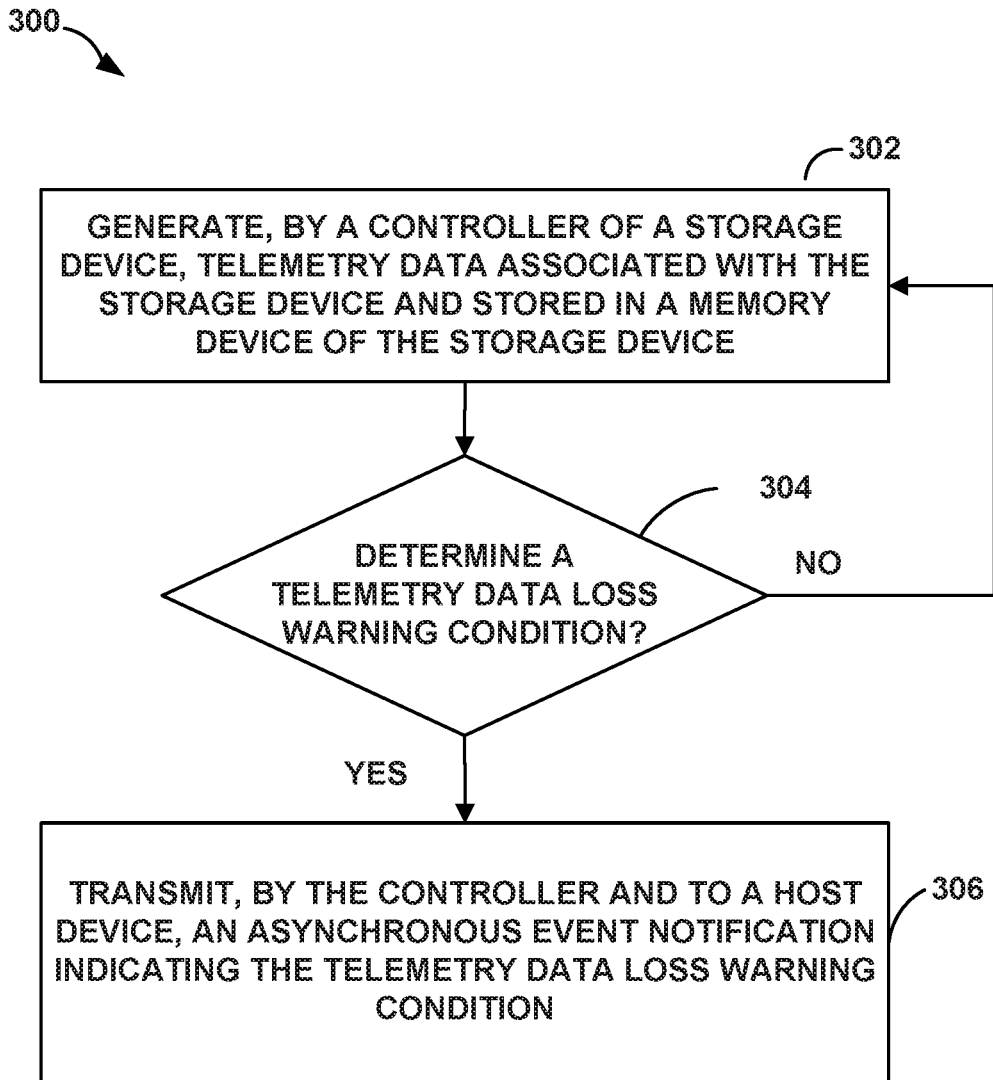 300
302
GENERATE, BY A CONTROLLER OF A STORAGE
DEVICE, TELEMETRY DATA ASSOCIATED WITH THE
STORAGE DEVICE AND STORED IN A MEMORY
DEVICE OF THE STORAGE DEVICE
304
DETERMINE A
TELEMETRY DATA LOSS
WARNING CONDITION?
NO
YES
306
TRANSMIT, BY THE CONTROLLER AND TO A HOST
DEVICE, AN ASYNCHRONOUS EVENT NOTIFICATION
INDICATING THE TELEMETRY DATA LOSS WARNING
CONDITION